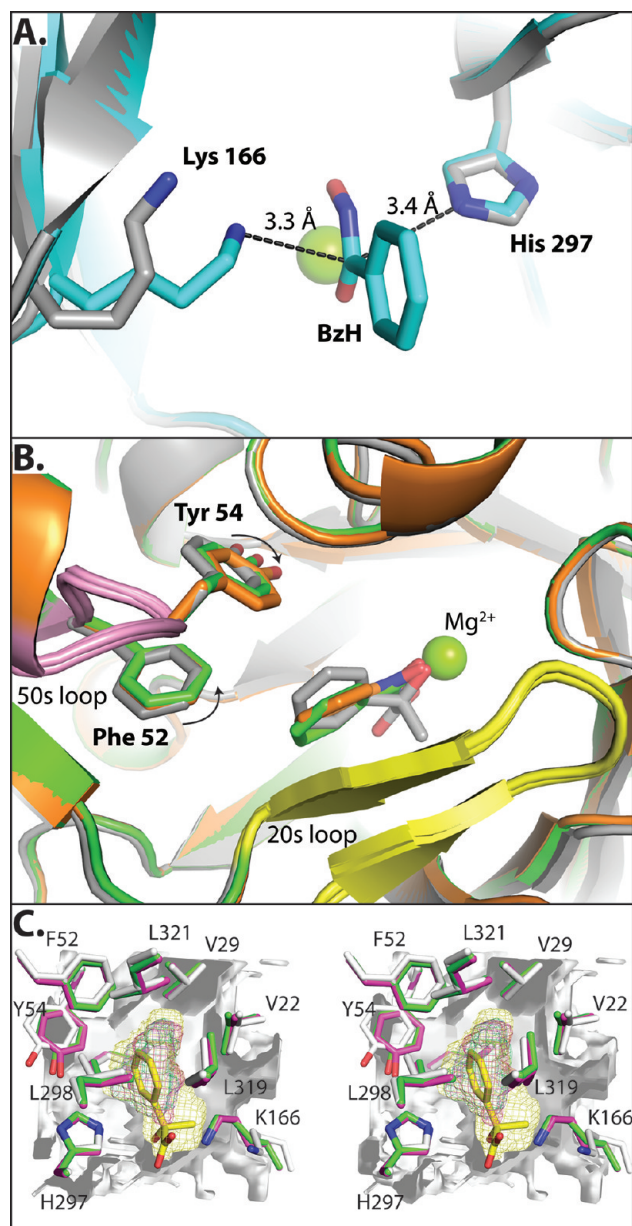 A.
Lys 166
3.3 Å
3.4 Å
His 297
BzH
B.
Tyr 54
Mg²⁺
50s loop
Phe 52
20s loop
C.
F52
L321
V29
Y54
V22
L298
L319
K166
H297
F52
L321
V29
Y54
V22
L298
L319
K166
H297